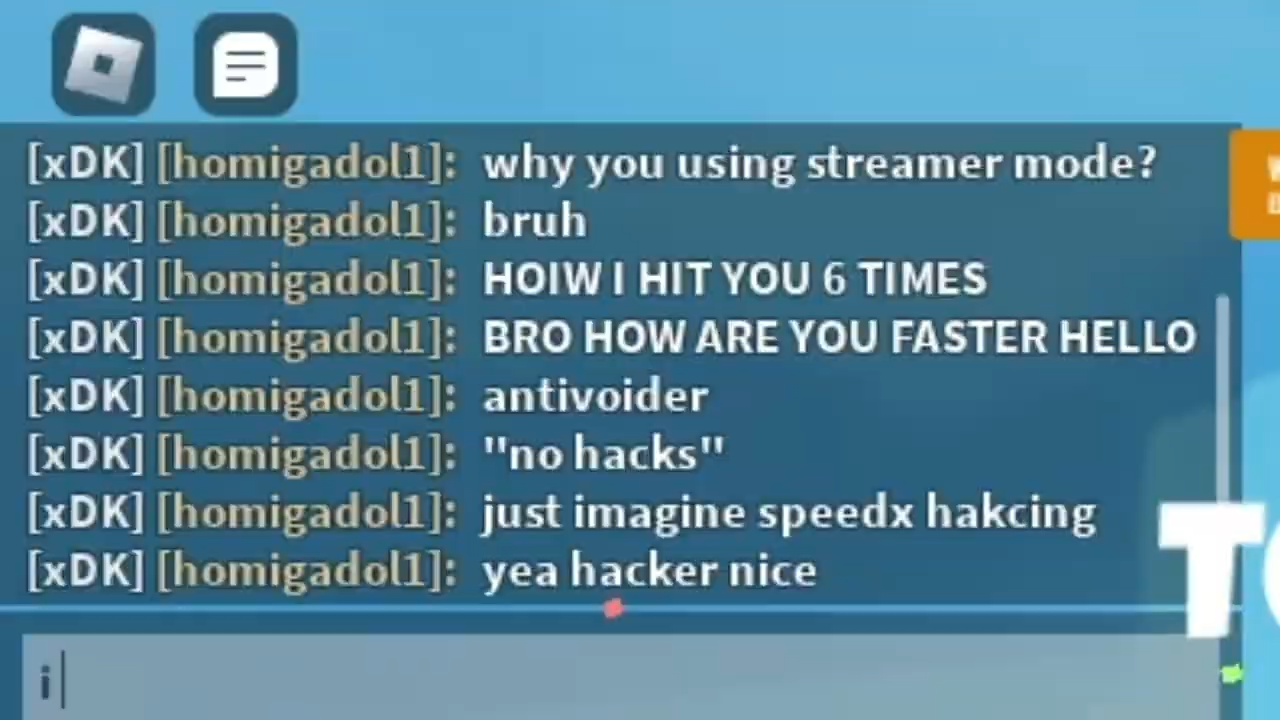 [xDK] [homigadol1]: why you using streamer mode?
[xDK] [homigadol1]: bruh
[xDK] [homigadol1]: HOIW I HIT YOU 6 TIMES
[xDK] [homigadol1]: BRO HOW ARE YOU FASTER HELLO
[xDK] [homigadol1]: antivoider
[xDK] [homigadol1]: "no hacks"
[xDK] [homigadol1]: just imagine speedx hakcing
[xDK] [homigadol1]: yea hacker nice
i